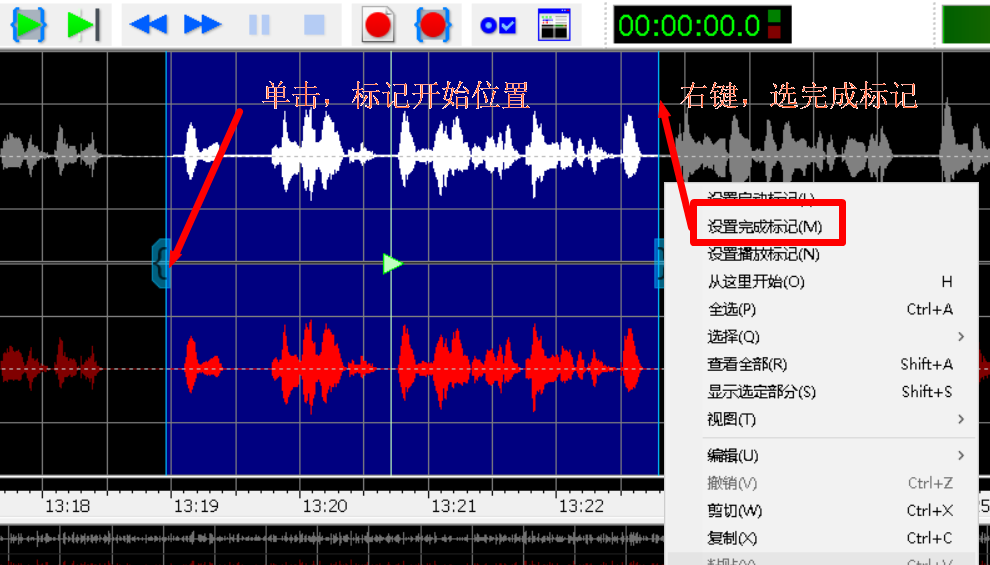 00:00:00.0
单击，标记开始位置
右键，选完成标记
设置启动标记(L)
设置完成标记(M)
设置播放标记(N)
从这里开始(O) H
全选(P) Ctrl+A
选择(Q)
查看全部(R) Shift+A
显示选定部分(S) Shift+S
视图(T)
编辑(U)
撤销(V) Ctrl+Z
剪切(W) Ctrl+X
复制(X) Ctrl+C
13:18 13:19 13:20 13:21 13:22